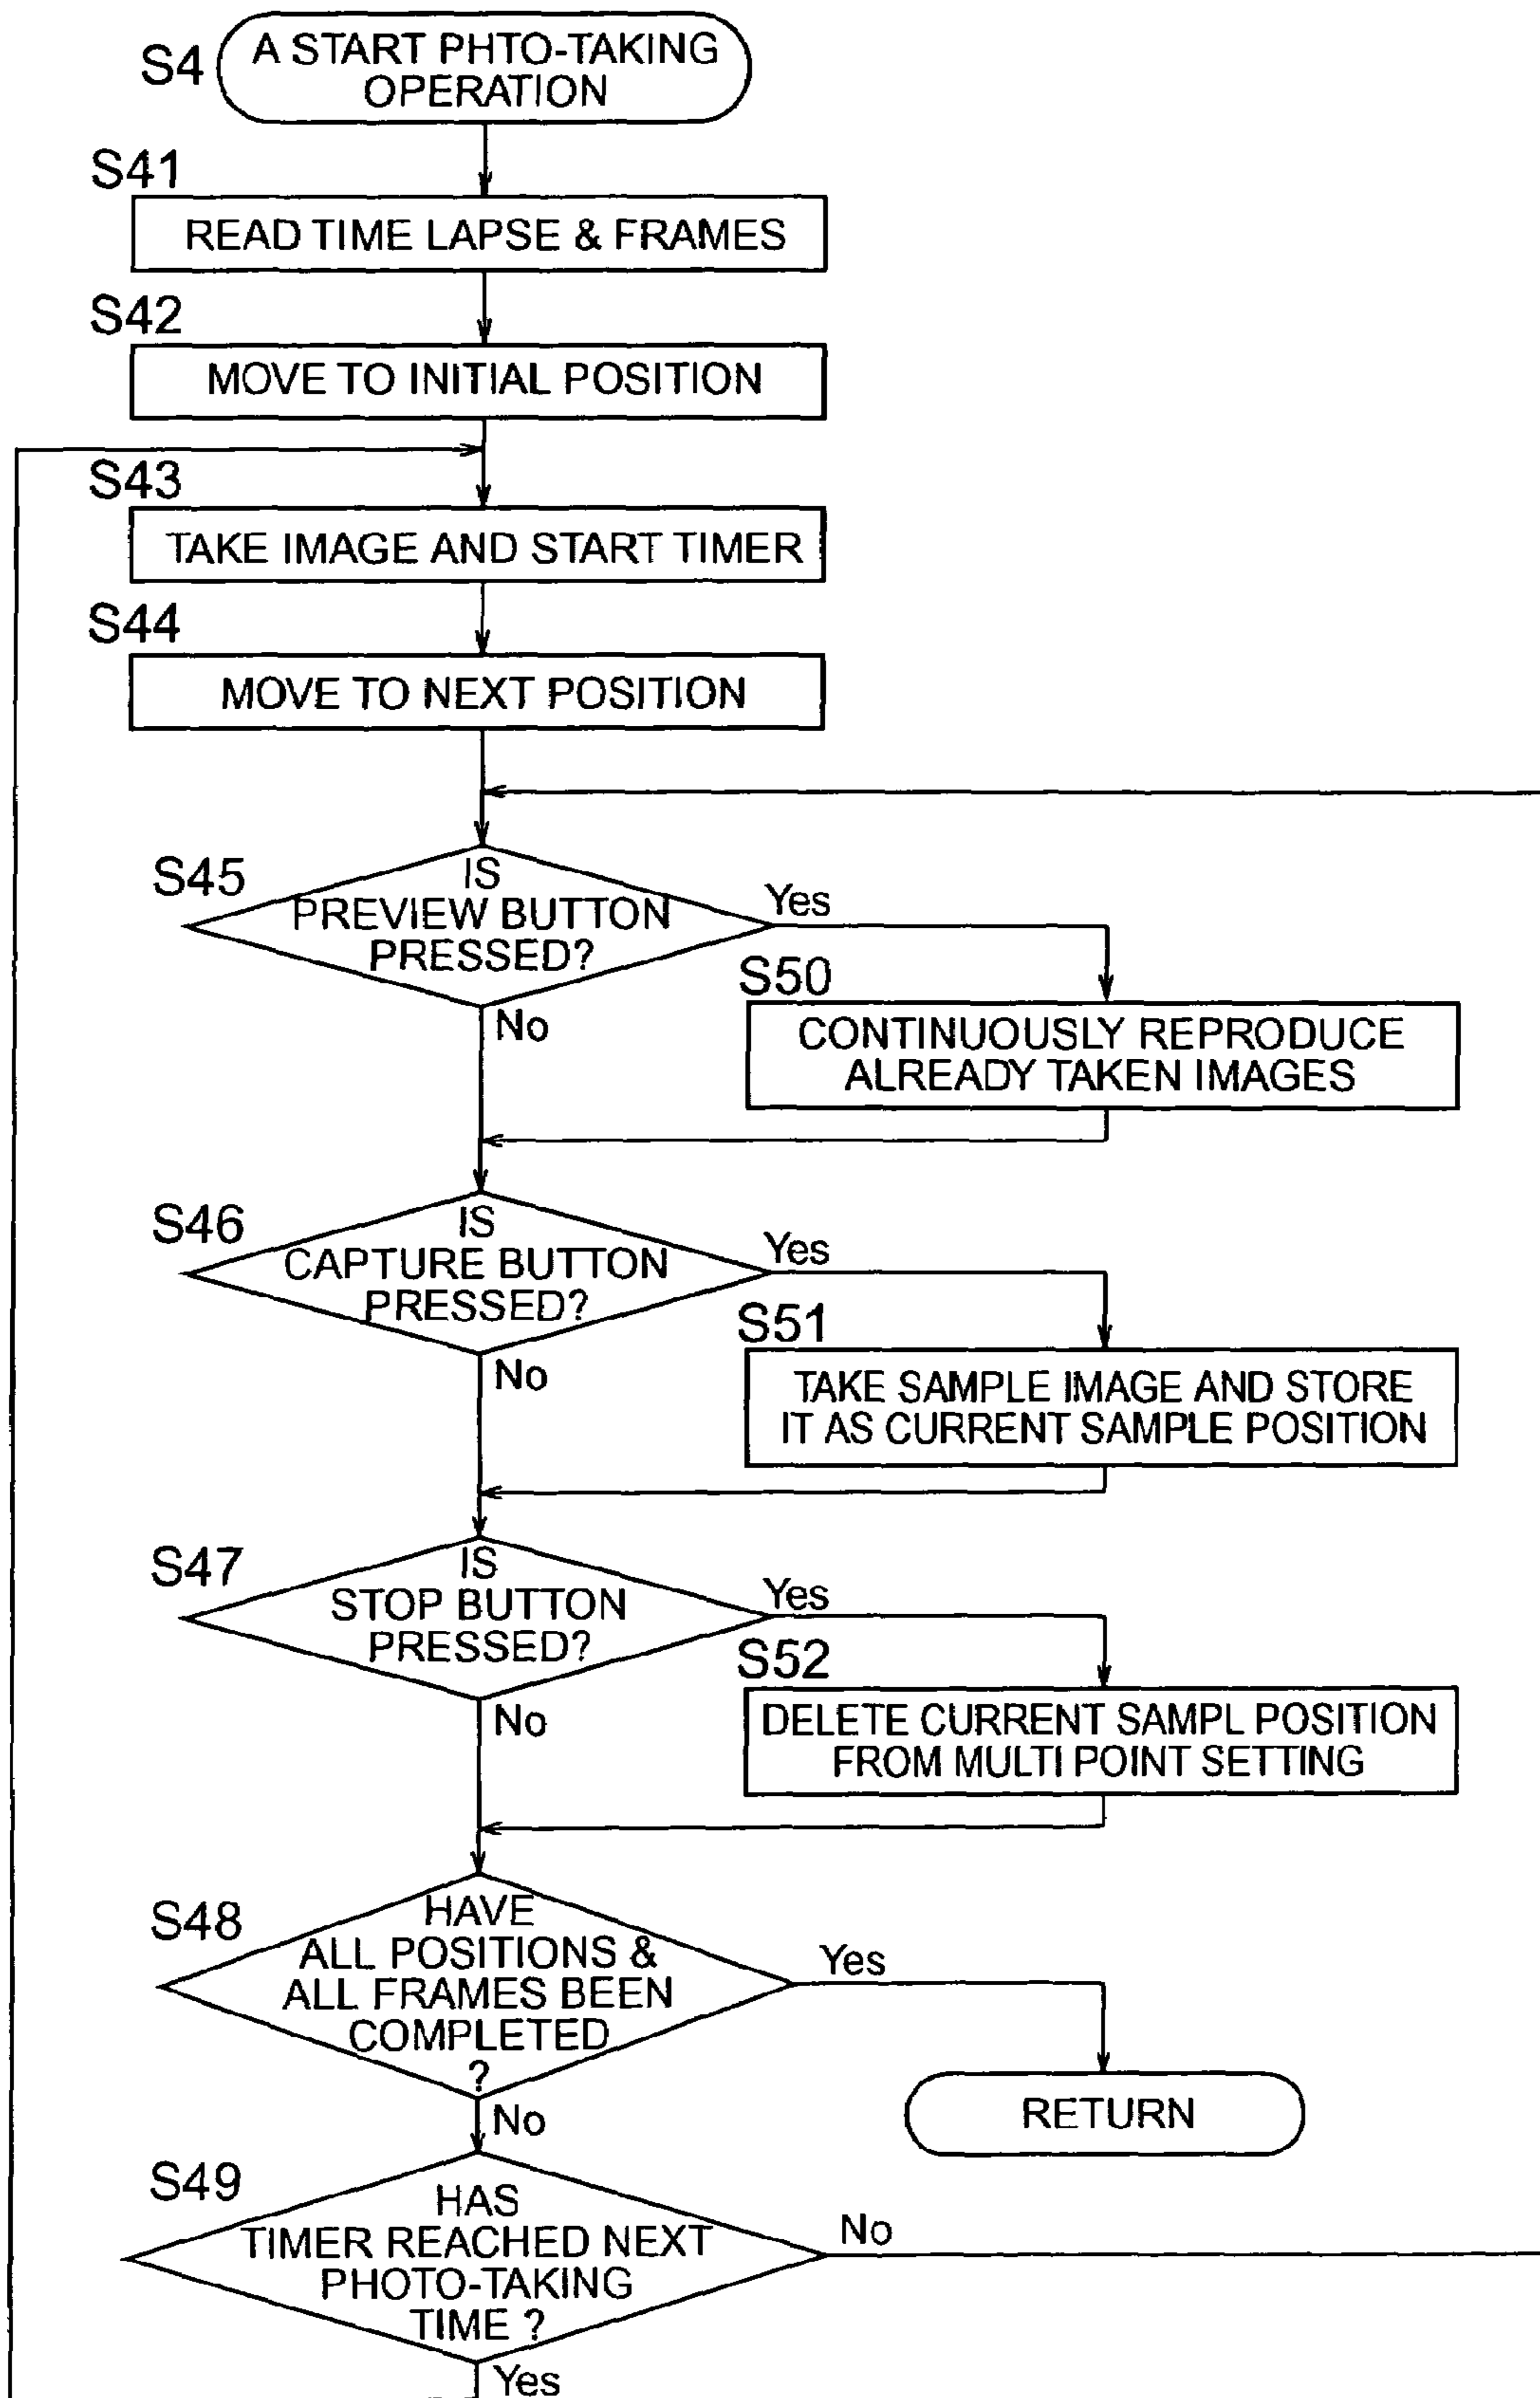 S4
A START PHTO-TAKING
OPERATION
S41
READ TIME LAPSE & FRAMES
S42
MOVE TO INITIAL POSITION
S43
TAKE IMAGE AND START TIMER
S44
MOVE TO NEXT POSITION
S45
IS
PREVIEW BUTTON
PRESSED?
Yes
No
S50
CONTINUOUSLY REPRODUCE
ALREADY TAKEN IMAGES
S46
IS
CAPTURE BUTTON
PRESSED?
Yes
No
S51
TAKE SAMPLE IMAGE AND STORE
IT AS CURRENT SAMPLE POSITION
S47
IS
STOP BUTTON
PRESSED?
Yes
No
S52
DELETE CURRENT SAMPL POSITION
FROM MULTI POINT SETTING
S48
HAVE
ALL POSITIONS &
ALL FRAMES BEEN
COMPLETED
?
Yes
No
RETURN
S49
HAS
TIMER REACHED NEXT
PHOTO-TAKING
TIME ?
No
Yes